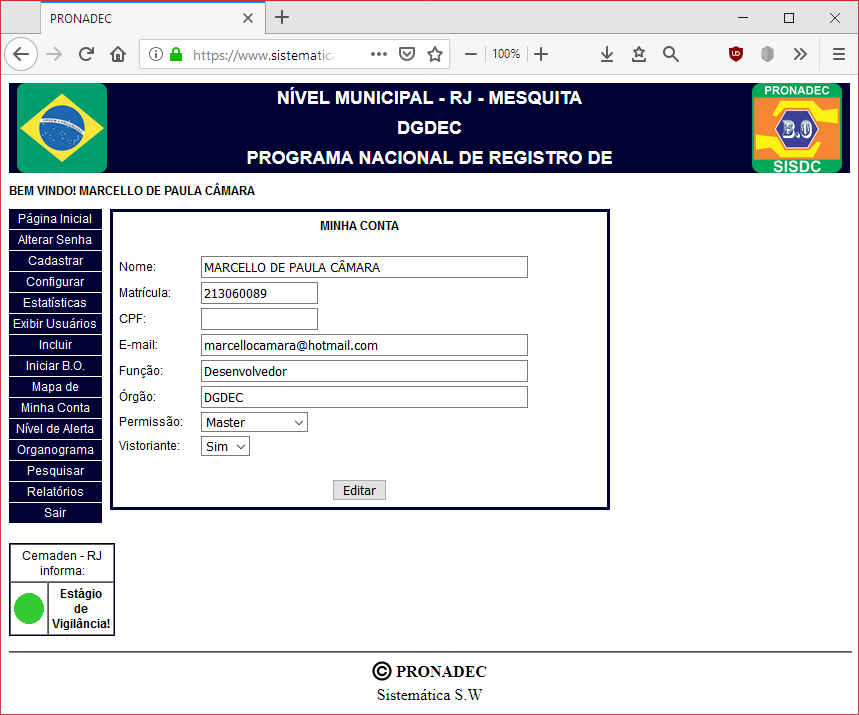 PRONADEC
https://www.sistematica
100%
NÍVEL MUNICIPAL - RJ - MESQUITA
DGDEC
PROGRAMA NACIONAL DE REGISTRO DE
PRONADEC
B.O
SISDC
BEM VINDO! MARCELLO DE PAULA CÂMARA
Página Inicial
Alterar Senha
Cadastrar
Configurar
Estatísticas
Exibir Usuários
Incluir
Iniciar B.O.
Mapa de
Minha Conta
Nível de Alerta
Organograma
Pesquisar
Relatórios
Sair
MINHA CONTA
Nome: MARCELLO DE PAULA CÂMARA
Matrícula: 213060089
CPF:
E-mail: marcellocamara@hotmail.com
Função: Desenvolvedor
Órgão: DGDEC
Permissão: Master
Vistoriante: Sim
Editar
Cemaden - RJ
informa:
Estágio
de
Vigilância!
© PRONADEC
Sistemática S.W